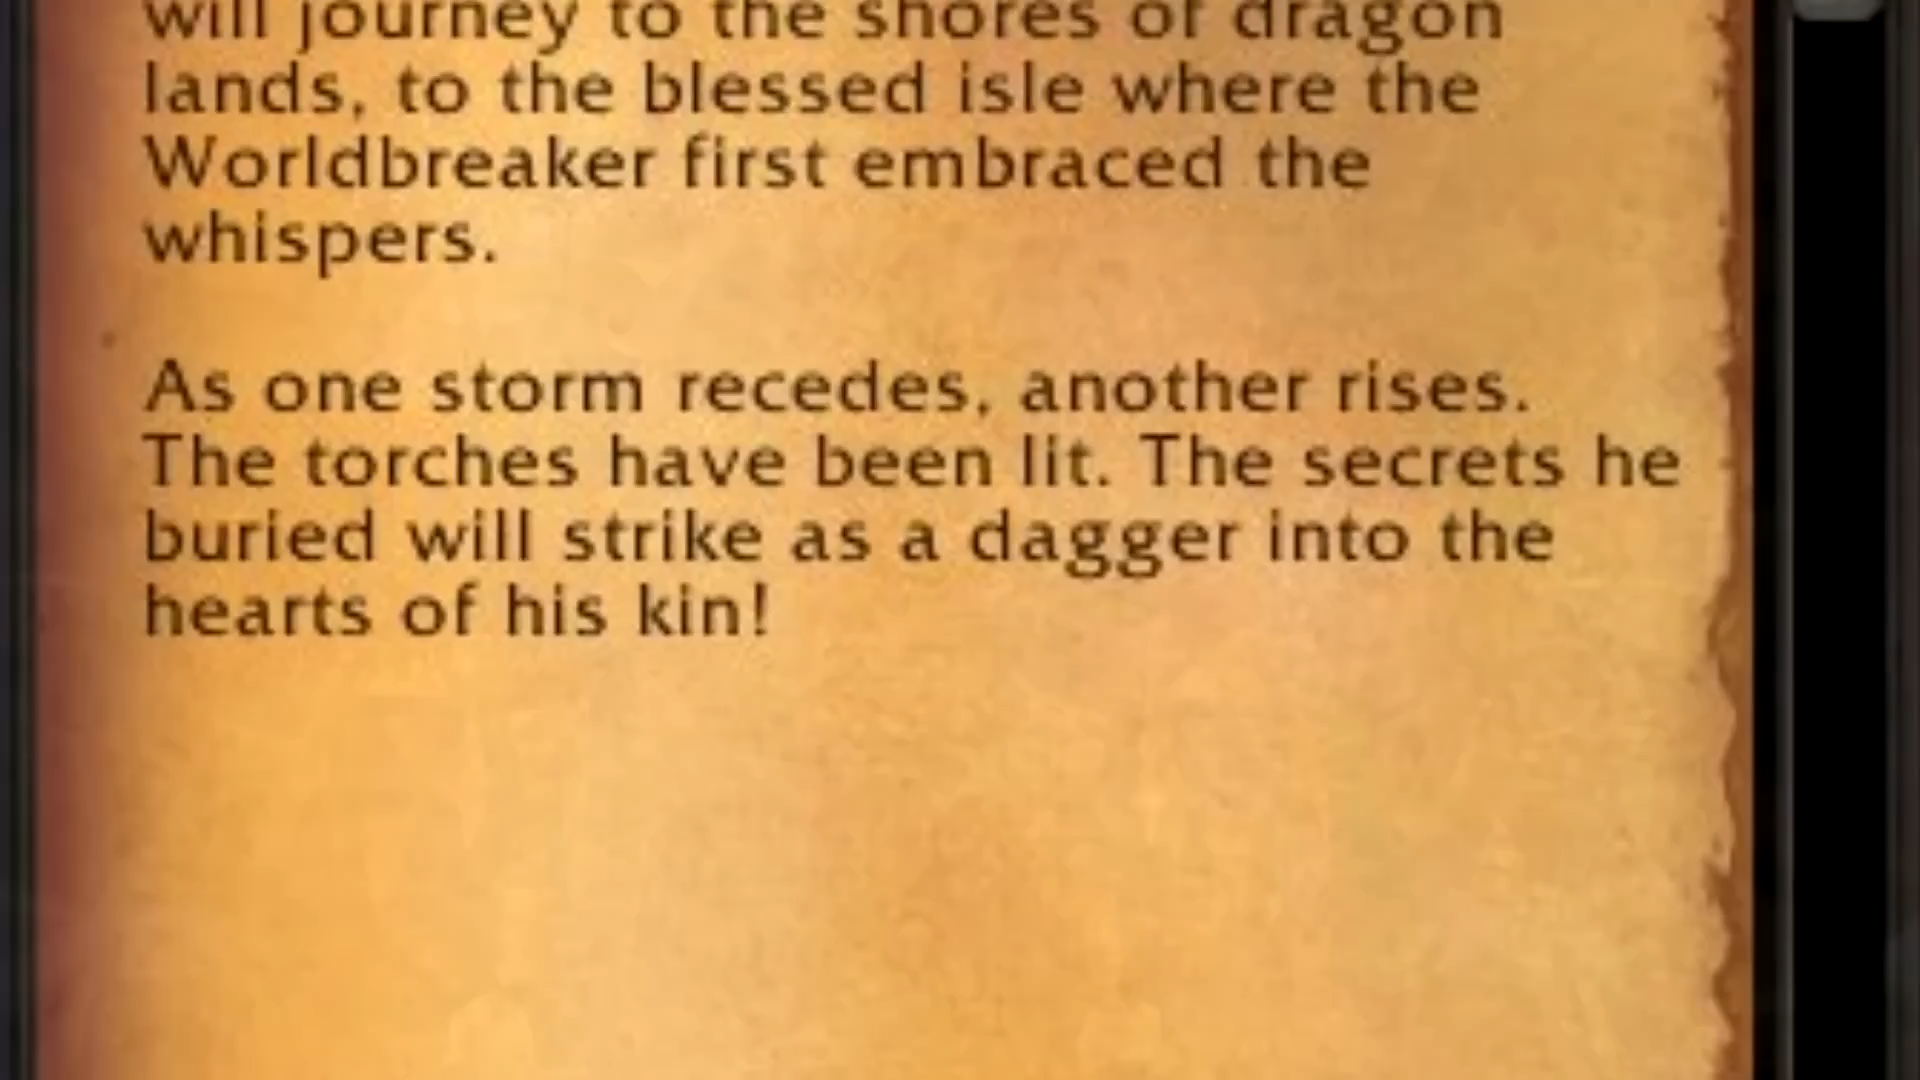 will journey to the shores of dragon
lands, to the blessed isle where the
Worldbreaker first embraced the
whispers.
As one storm recedes, another rises.
The torches have been lit. The secrets he
buried will strike as a dagger into the
hearts of his kin!